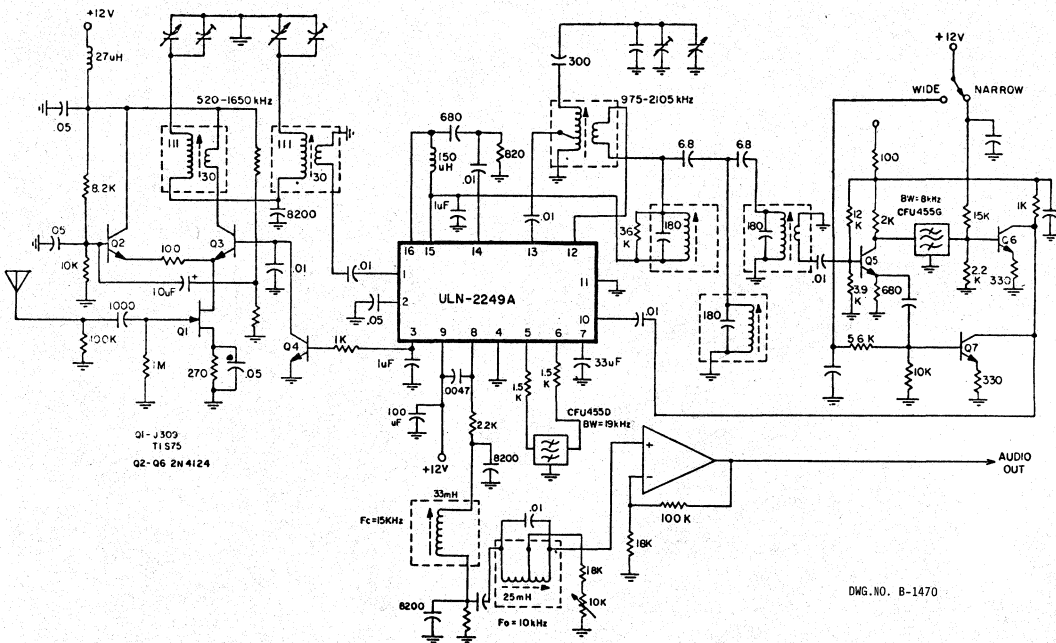 +12V
27uH
.05
520-1650 kHz
30
30
8200
8.2K
.05
Q2
100
Q3
10K
10uF
+
.01
1000
Q1
100K
1M
270
.05
Q4
1K
1uF
.01
.05
Q1-J309
TIS75
Q2-Q6 2N4124
680
150
uH
.01
820
1uF
300
975-2105 kHz
.01
16
15
14
13
12
1
2
ULN-2249A
11
10
3
9
8
4
5
6
7
6.8
6.8
36
K
180
180
180
.01
.01
33uF
1.5
K
1.5
K
.0047
100
uF
2.2K
+12V
8200
CFU455D
BW=19kHz
33mH
Fc=15KHz
8200
.01
25mH
Fo=10kHz
18K
10K
+
-
100K
18K
AUDIO
OUT
+12V
WIDE
NARROW
100
12
K
2K
BW=8kHz
CFU455G
15K
1K
Q5
Q6
3.9
K
680
2.2
K
330
5.6K
Q7
10K
330
DWG.NO. B-1470